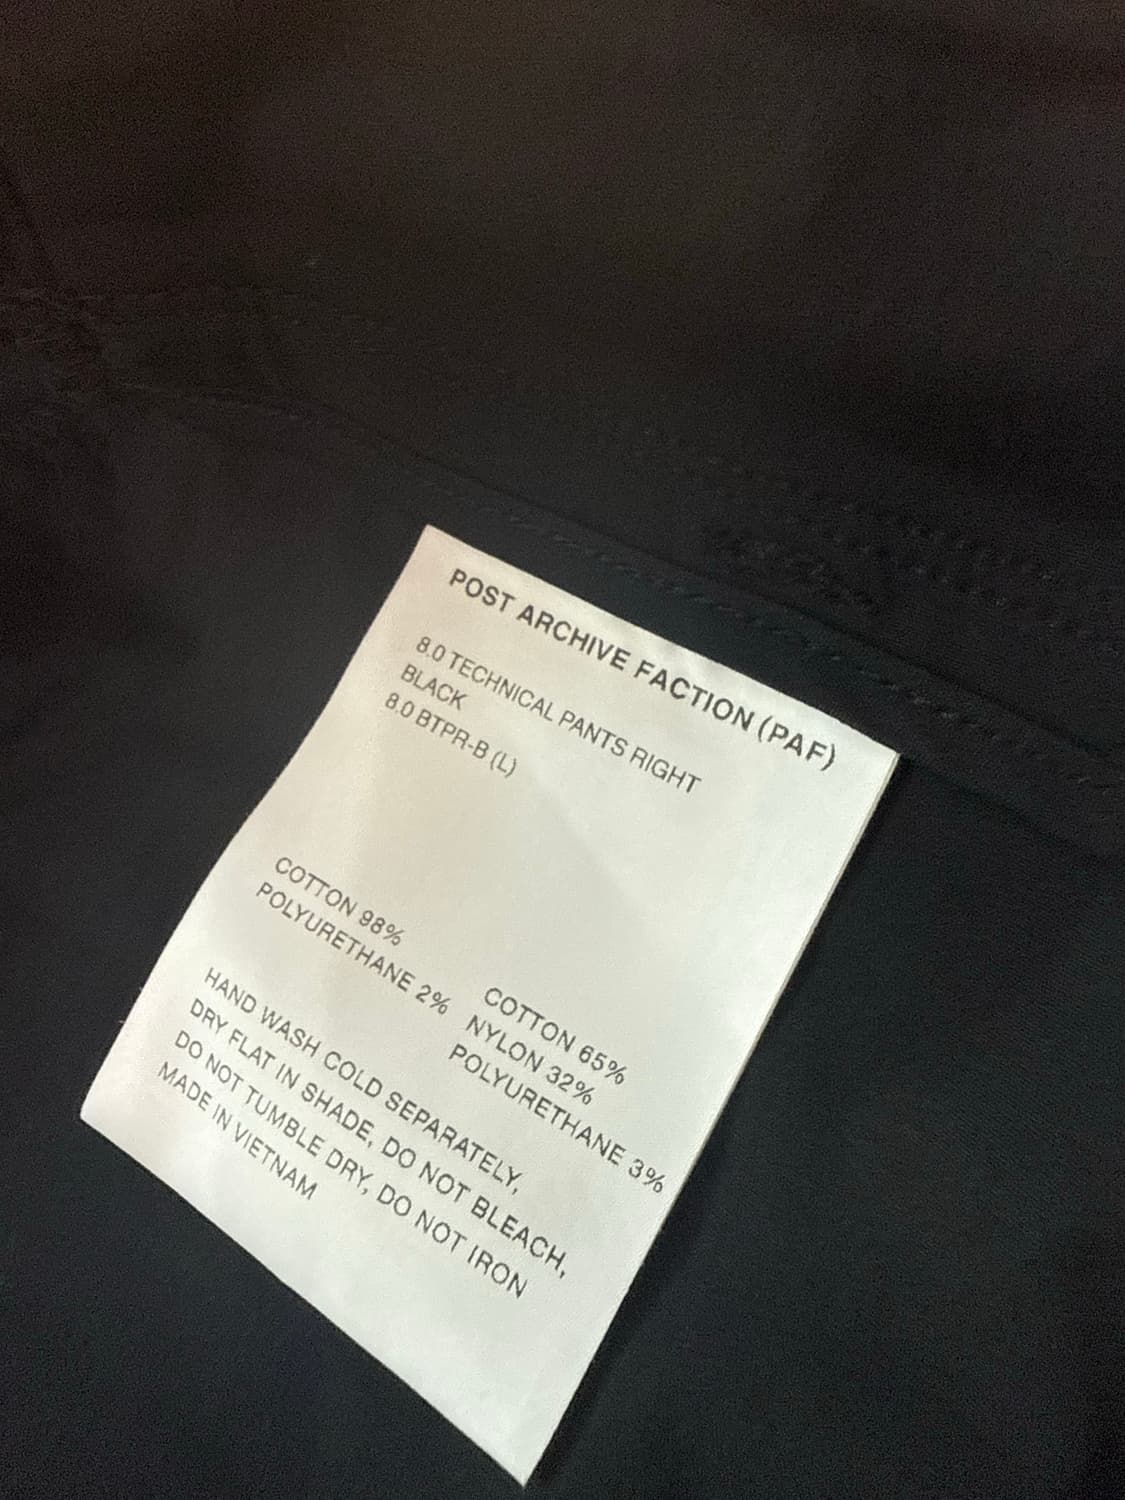 POST ARCHIVE FACTION (PAF)
8.0 TECHNICAL PANTS RIGHT
BLACK
8.0 BTPR-B (L)
COTTON 98%
POLYURETHANE 2%
COTTON 65%
NYLON 32%
POLYURETHANE 3%
HAND WASH COLD SEPARATELY,
DRY FLAT IN SHADE, DO NOT BLEACH,
DO NOT TUMBLE DRY, DO NOT IRON
MADE IN VIETNAM